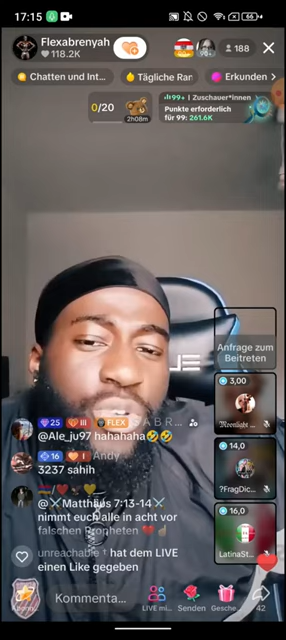 17:15
66
Flexabrenyah
118.2K
188
Chatten und Int...
Tägliche Ran
Erkunden
0/20
2h08m
99+ | Zuschauer*innen
Punkte erforderlich
für 99: 261.6K
Anfrage zum
Beitreten
3,00
Moonlight
14,0
?FragDic...
16,0
LatinaSt...
25 III FLEX
@Ale_ju97 hahahaha🤣🤣
16 I Andy
3237 sahih
@⚔Matthäus 7:13-14⚔
nimmt euch alle in acht vor
falschen Propheten
unreachable hat dem LIVE
einen Like gegeben
Kommenta...
LIVE mi...
Senden
Gesche...
42